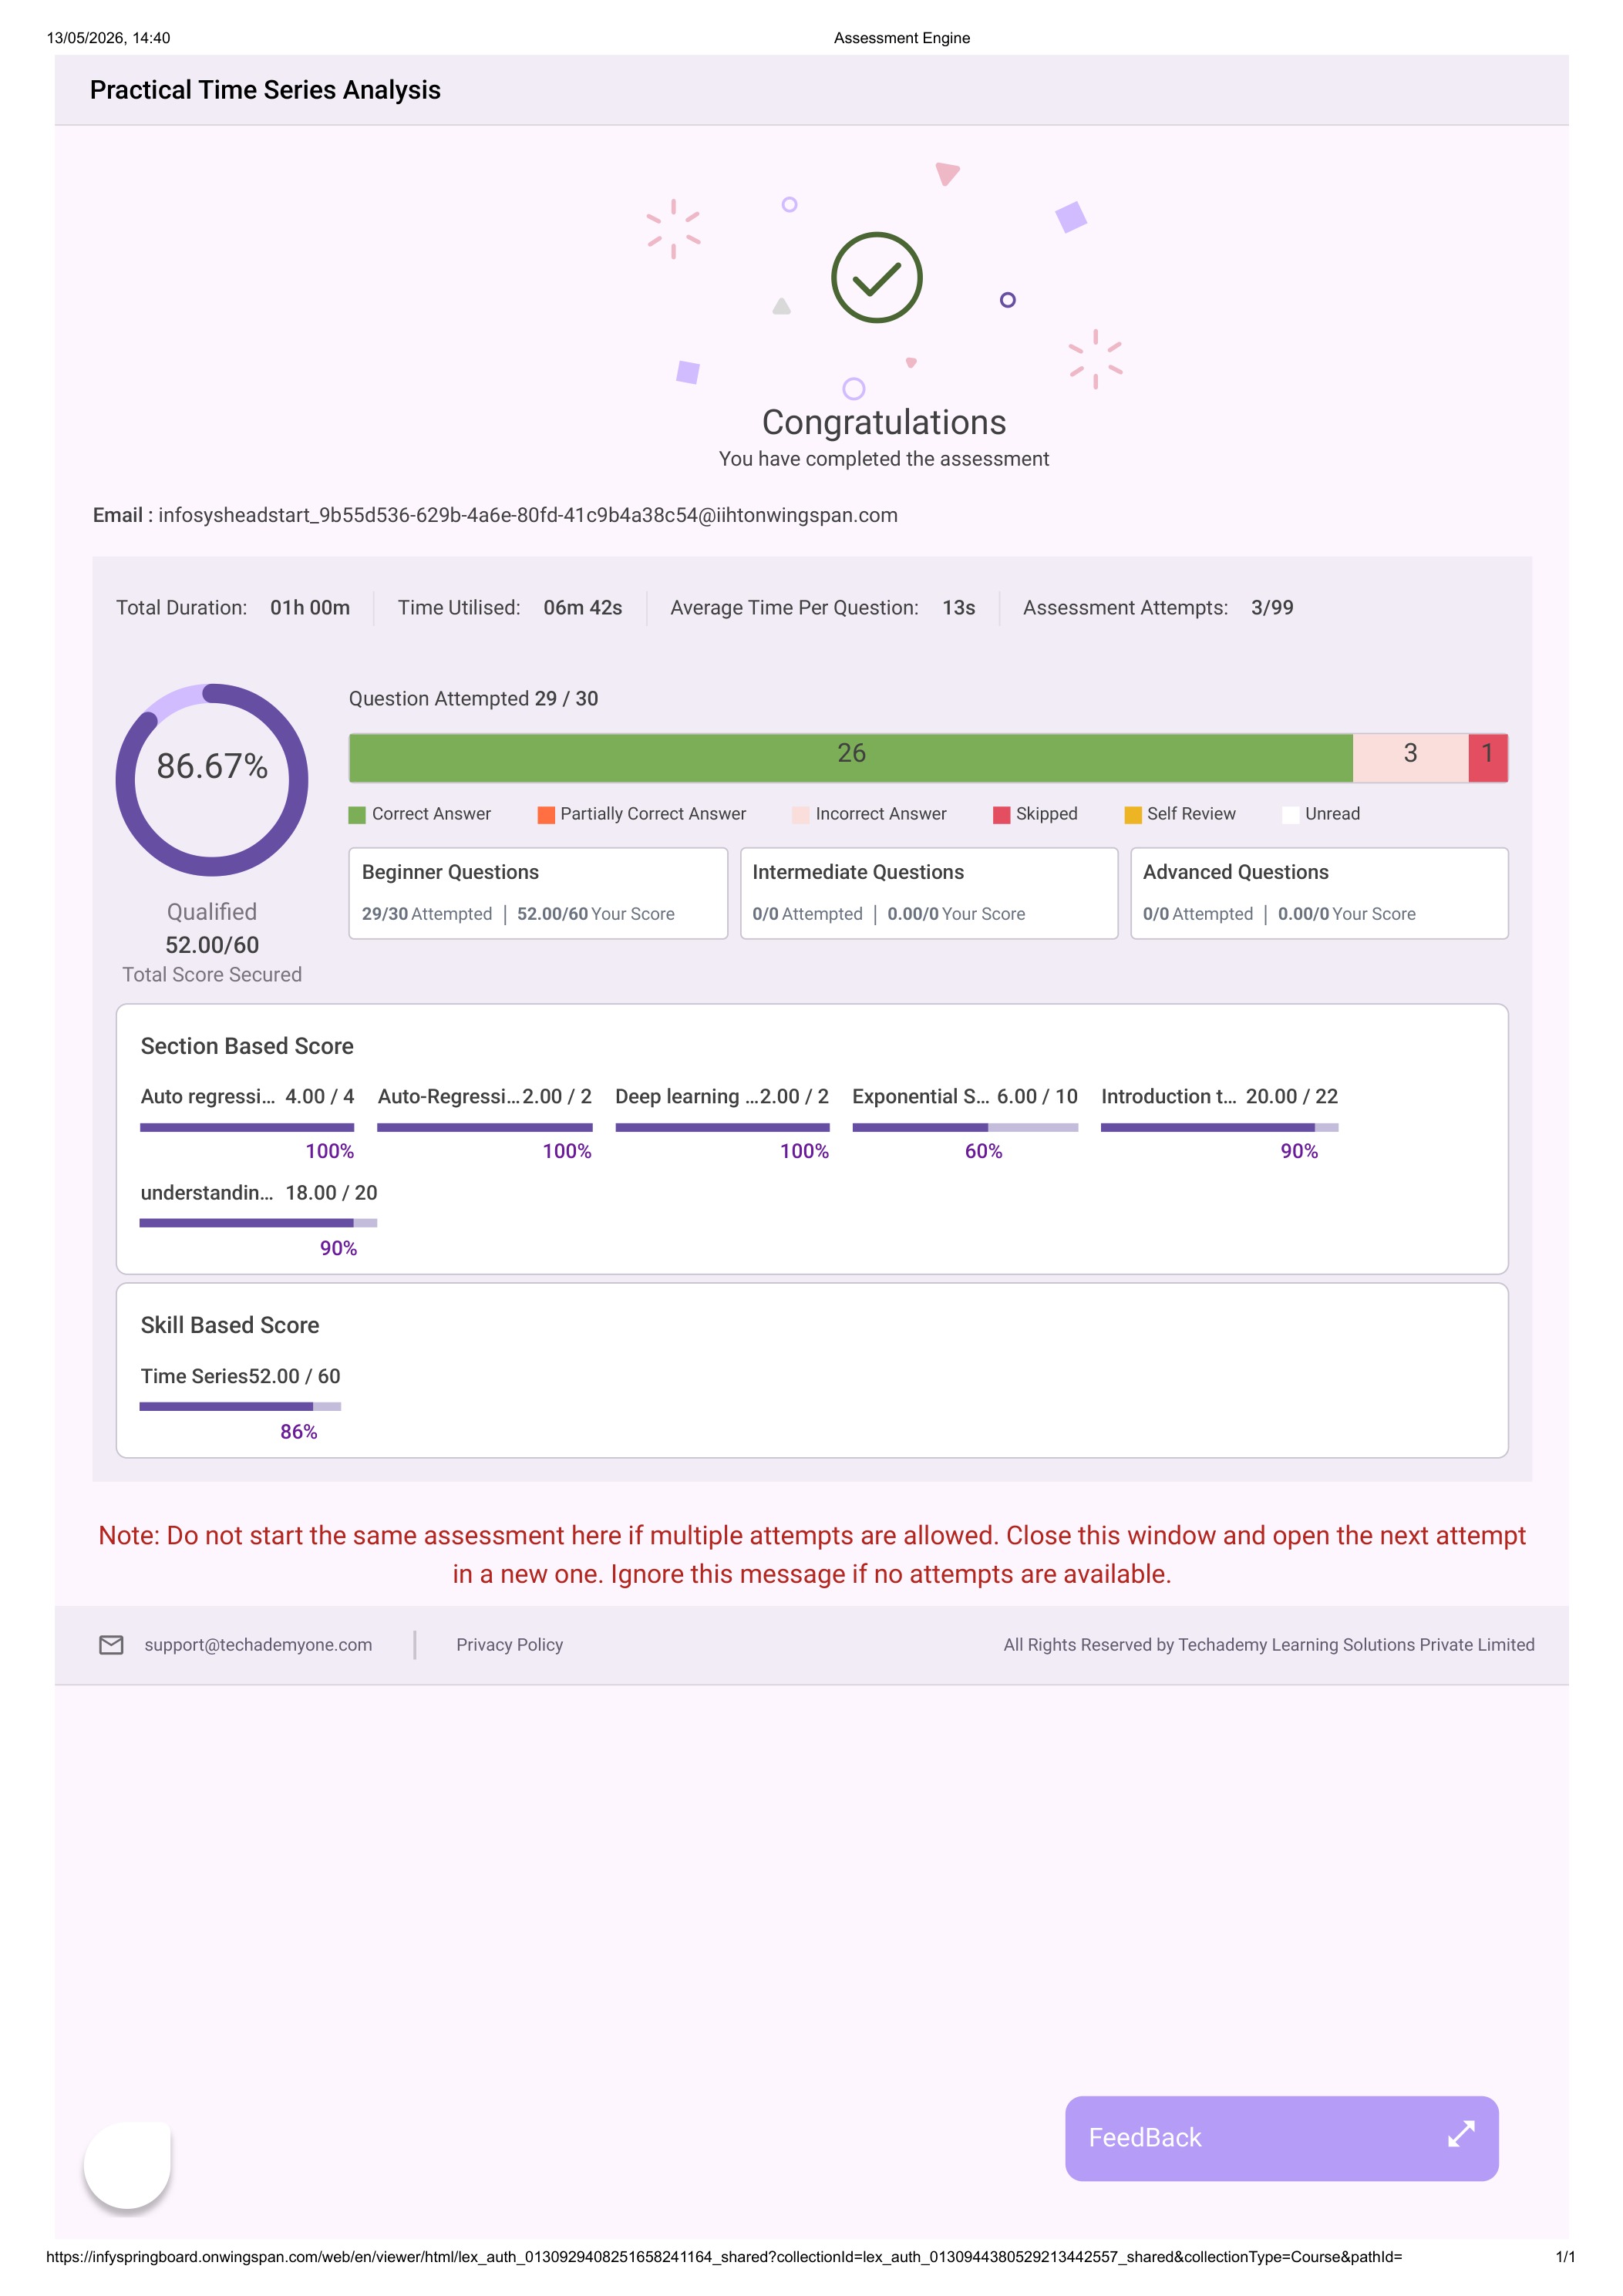 13/05/2026, 14:40 Assessment Engine
Practical Time Series Analysis
Congratulations
You have completed the assessment
Email : infosysheadstart_9b55d536-629b-4a6e-80fd-41c9b4a38c54@iihtonwingspan.com
Total Duration: 01h 00m Time Utilised: 06m 42s Average Time Per Question: 13s Assessment Attempts: 3/99
86.67%
Qualified
52.00/60
Total Score Secured
Question Attempted 29 / 30
26 3 1
Correct Answer Partially Correct Answer Incorrect Answer Skipped Self Review Unread
Beginner Questions
29/30 Attempted | 52.00/60 Your Score
Intermediate Questions
0/0 Attempted | 0.00/0 Your Score
Advanced Questions
0/0 Attempted | 0.00/0 Your Score
Section Based Score
Auto regressi... 4.00 / 4 Auto-Regressi... 2.00 / 2 Deep learning ...2.00 / 2 Exponential S... 6.00 / 10 Introduction t... 20.00 / 22
100% 100% 100% 60% 90%
understandin... 18.00 / 20
90%
Skill Based Score
Time Series52.00 / 60
86%
Note: Do not start the same assessment here if multiple attempts are allowed. Close this window and open the next attempt
in a new one. Ignore this message if no attempts are available.
support@techademyone.com | Privacy Policy All Rights Reserved by Techademy Learning Solutions Private Limited
FeedBack
https://infyspringboard.onwingspan.com/web/en/viewer/html/lex_auth_0130929408251658241164_shared?collectionId=lex_auth_0130944380529213442557_shared&collectionType=Course&pathId= 1/1